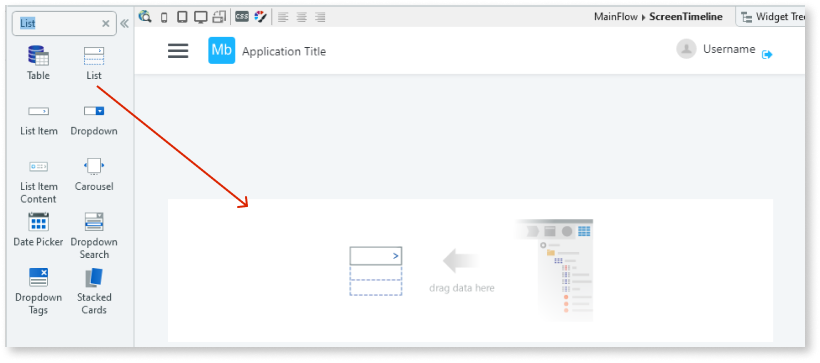 List
MainFlow ▸ ScreenTimeline
Widget Tree
Mb
Application Title
Username
Table
List
List Item
Dropdown
List Item
Content
Carousel
Date Picker
Dropdown
Search
Dropdown
Tags
Stacked
Cards
CSS
drag data here